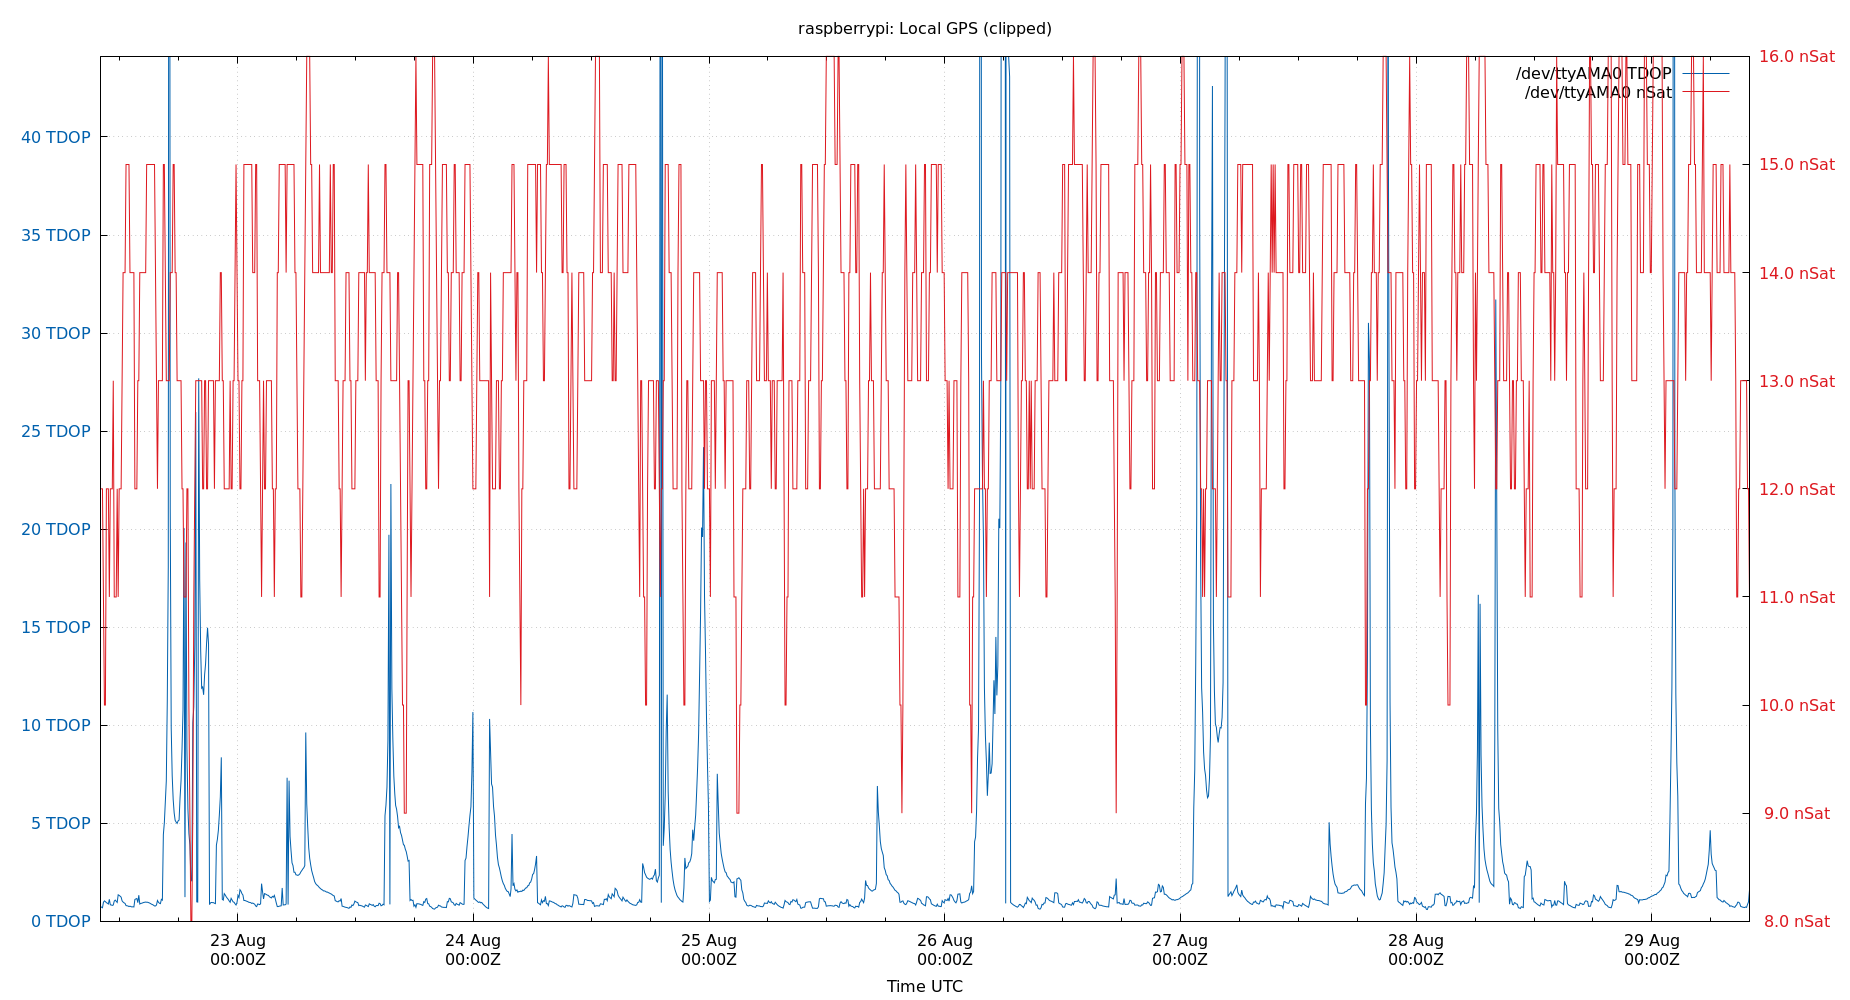 raspberrypi: Local GPS (clipped)
16.0 nSat
/dev/ttyAMA0 TDOP
/dev/ttyAMA0 nSat
40 TDOP
15.0 nSat
35 TDOP
14.0 nSat
30 TDOP
13.0 nSat
25 TDOP
12.0 nSat
20 TDOP
11.0 nSat
15 TDOP
10.0 nSat
10 TDOP
9.0 nSat
5 TDOP
0 TDOP
8.0 nSat
23 Aug 24 Aug 25 Aug 26 Aug 27 Aug 28 Aug 29 Aug
00:00Z 00:00Z 00:00Z 00:00Z 00:00Z 00:00Z 00:00Z
Time UTC